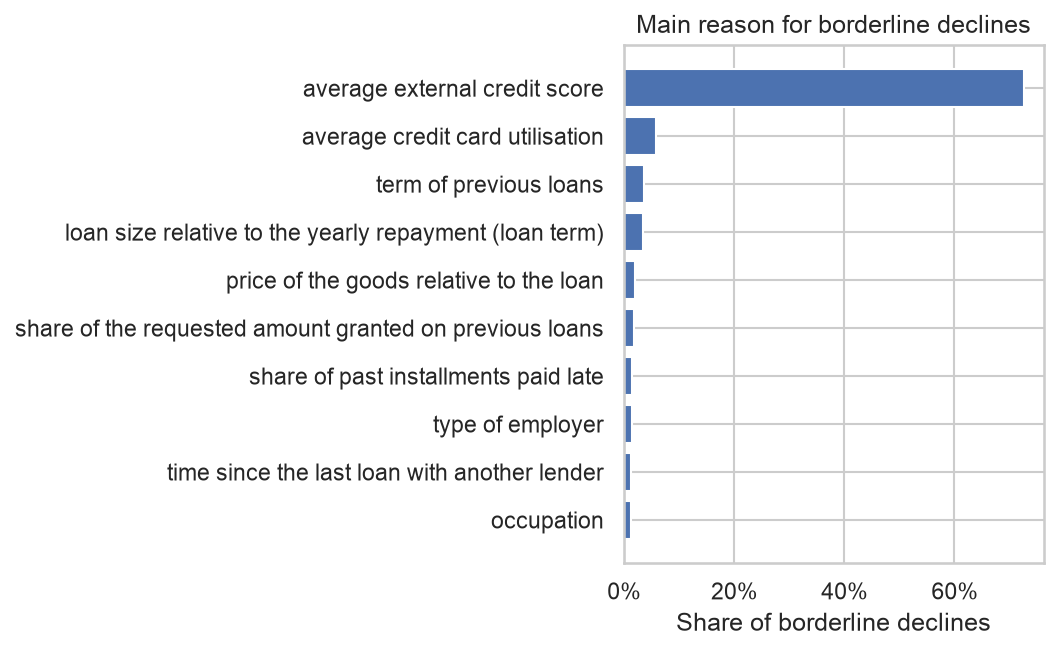 Main reason for borderline declines
average external credit score
average credit card utilisation
term of previous loans
loan size relative to the yearly repayment (loan term)
price of the goods relative to the loan
share of the requested amount granted on previous loans
share of past installments paid late
type of employer
time since the last loan with another lender
occupation
0% 20% 40% 60%
Share of borderline declines